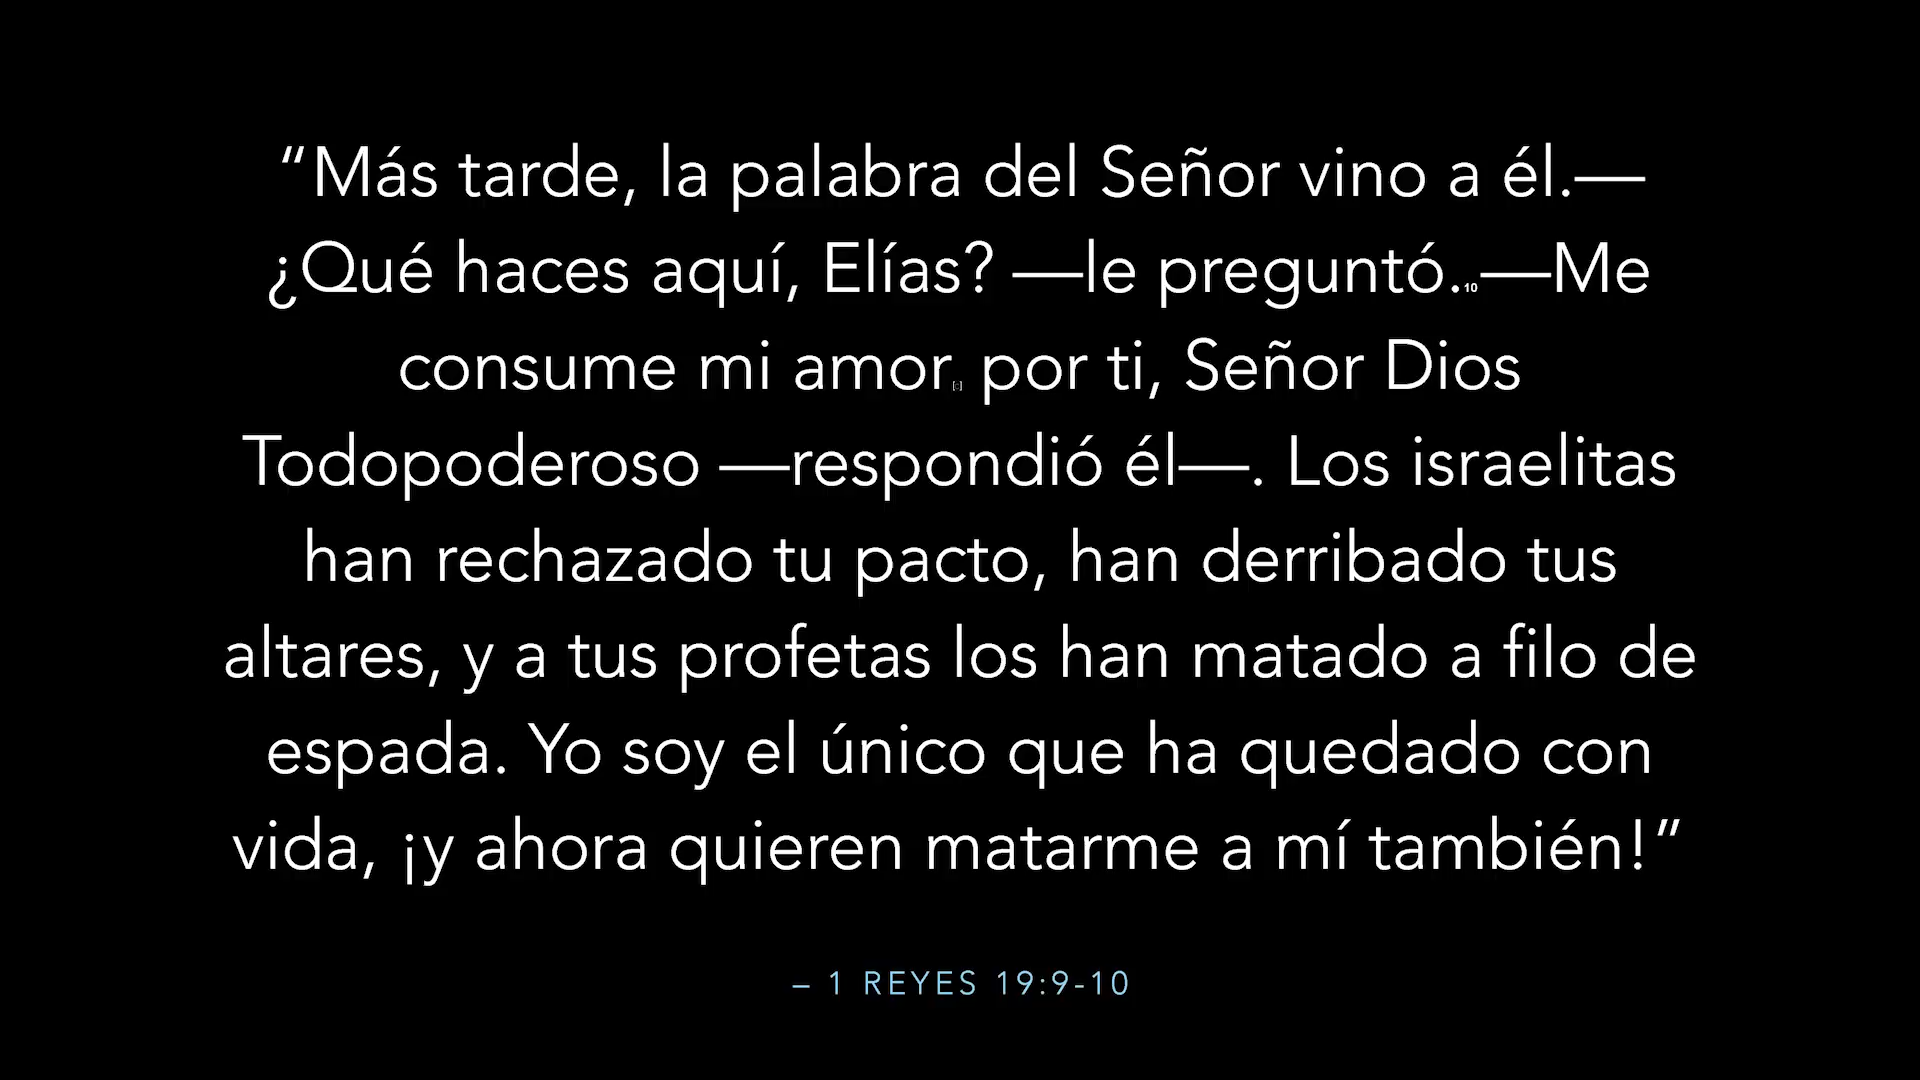 “Más tarde, la palabra del Señor vino a él.—
¿Qué haces aquí, Elías? —le preguntó.10—Me
consume mi amor[c] por ti, Señor Dios
Todopoderoso —respondió él—. Los israelitas
han rechazado tu pacto, han derribado tus
altares, y a tus profetas los han matado a filo de
espada. Yo soy el único que ha quedado con
vida, ¡y ahora quieren matarme a mí también!”
– 1 REYES 19:9-10